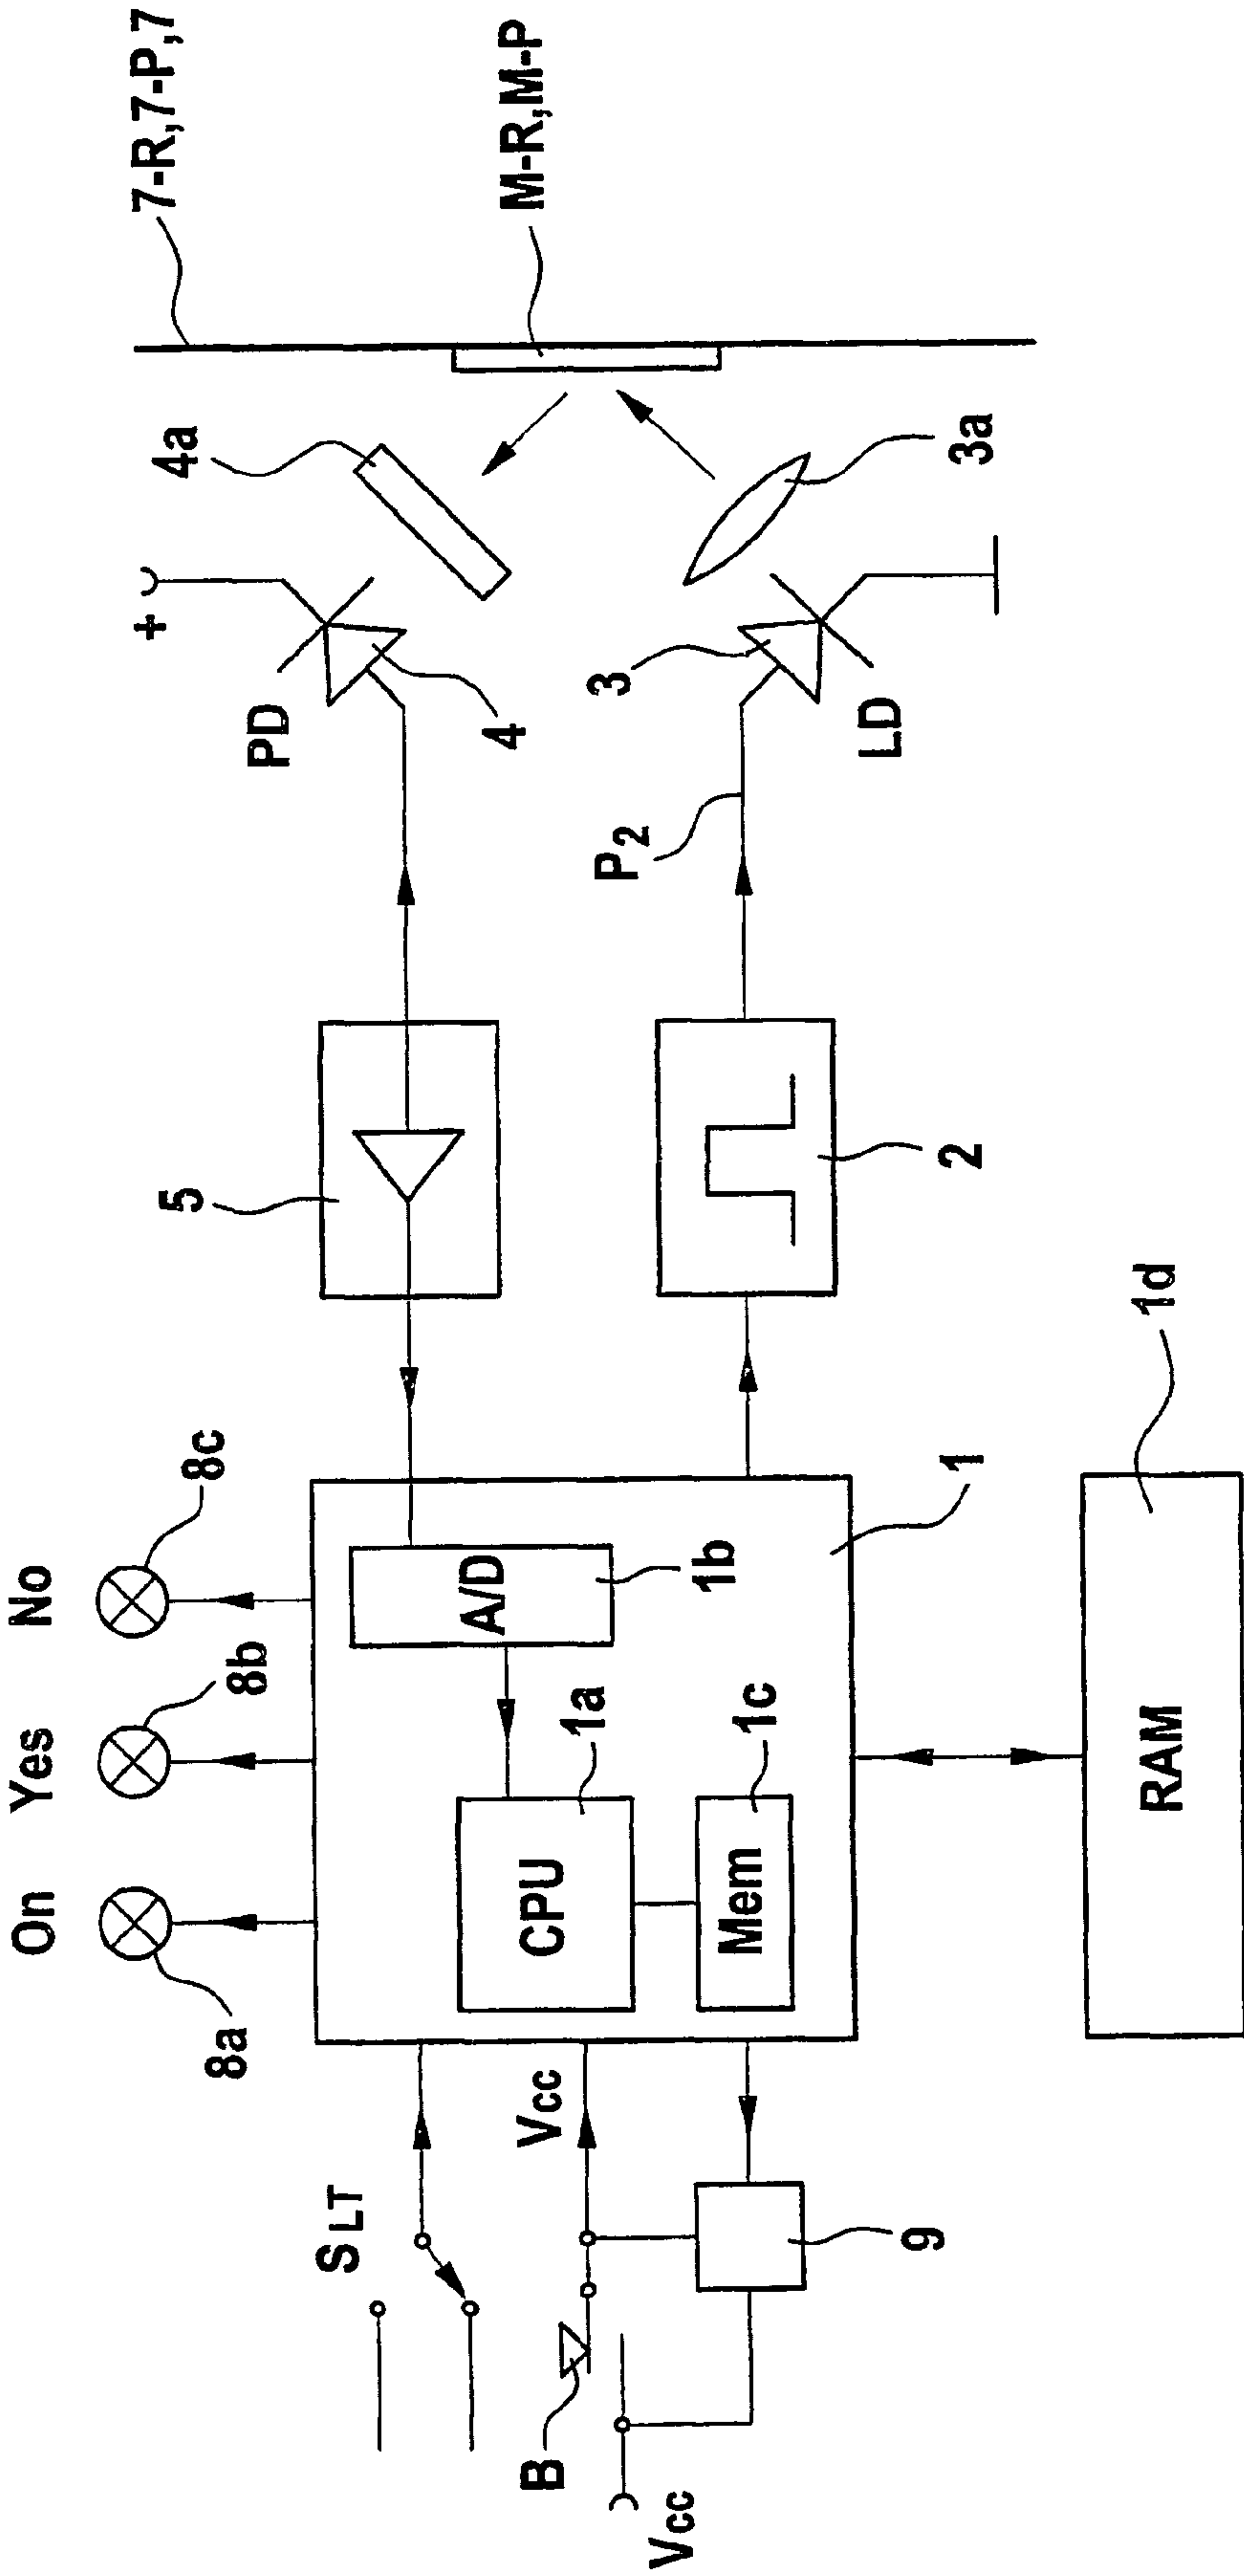 On
Yes
No
8a
8b
8c
SLT
Vcc
B
Vcc
9
CPU
1a
Mem
1c
A/D
1b
1
RAM
1d
5
2
P2
PD
4
+
4a
3
LD
3a
7-R,7-P,7
M-R,M-P